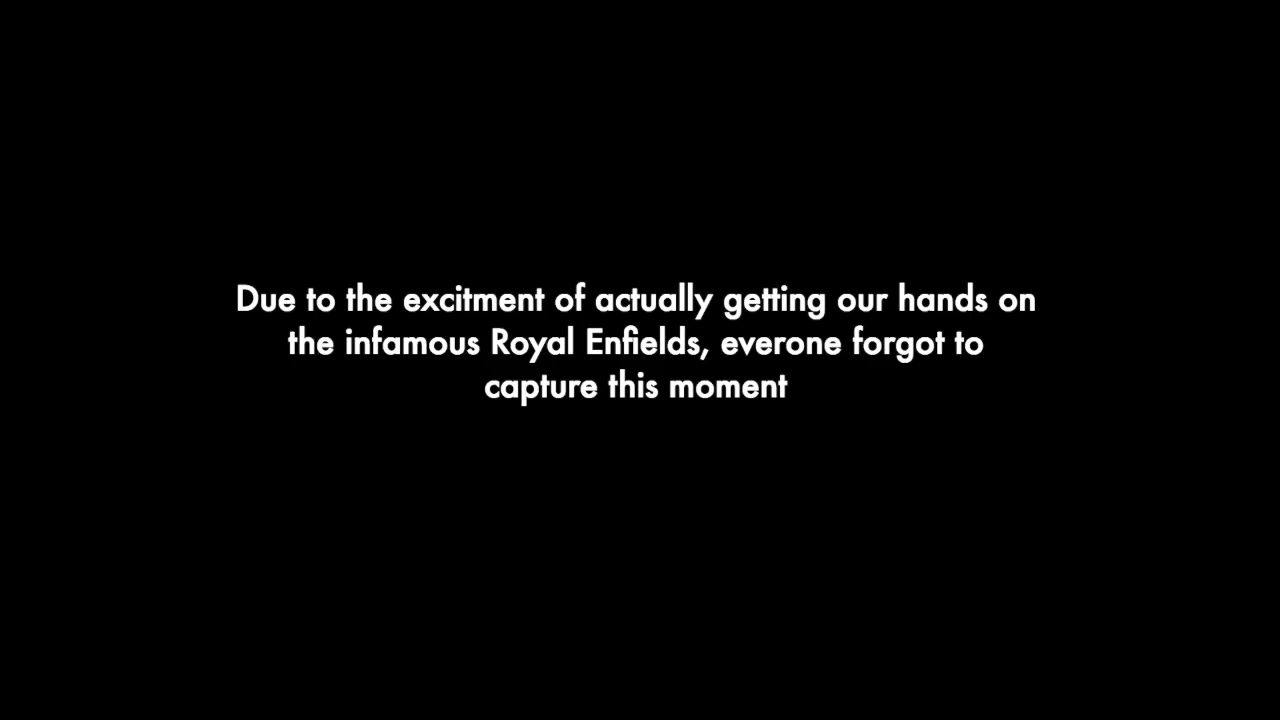 Due to the excitment of actually getting our hands on
the infamous Royal Enfields, everone forgot to
capture this moment